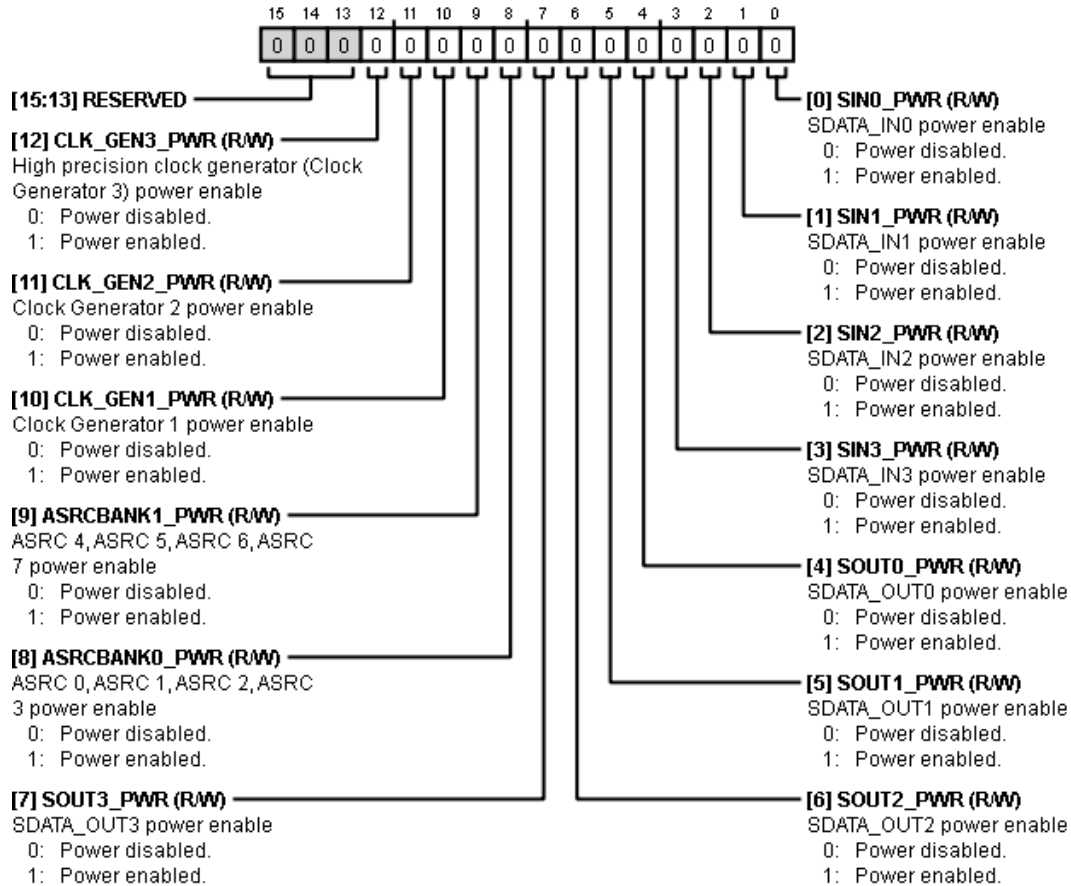 15 14 13 12 11 10 9 8 7 6 5 4 3 2 1 0
0 0 0 0 0 0 0 0 0 0 0 0 0 0 0 0
[15:13] RESERVED
[12] CLK_GEN3_PWR (R/W)
High precision clock generator (Clock
Generator 3) power enable
0: Power disabled.
1: Power enabled.
[11] CLK_GEN2_PWR (R/W)
Clock Generator 2 power enable
0: Power disabled.
1: Power enabled.
[10] CLK_GEN1_PWR (R/W)
Clock Generator 1 power enable
0: Power disabled.
1: Power enabled.
[9] ASRCBANK1_PWR (R/W)
ASRC 4, ASRC 5, ASRC 6, ASRC
7 power enable
0: Power disabled.
1: Power enabled.
[8] ASRCBANK0_PWR (R/W)
ASRC 0, ASRC 1, ASRC 2, ASRC
3 power enable
0: Power disabled.
1: Power enabled.
[7] SOUT3_PWR (R/W)
SDATA_OUT3 power enable
0: Power disabled.
1: Power enabled.
[0] SIN0_PWR (R/W)
SDATA_IN0 power enable
0: Power disabled.
1: Power enabled.
[1] SIN1_PWR (R/W)
SDATA_IN1 power enable
0: Power disabled.
1: Power enabled.
[2] SIN2_PWR (R/W)
SDATA_IN2 power enable
0: Power disabled.
1: Power enabled.
[3] SIN3_PWR (R/W)
SDATA_IN3 power enable
0: Power disabled.
1: Power enabled.
[4] SOUT0_PWR (R/W)
SDATA_OUT0 power enable
0: Power disabled.
1: Power enabled.
[5] SOUT1_PWR (R/W)
SDATA_OUT1 power enable
0: Power disabled.
1: Power enabled.
[6] SOUT2_PWR (R/W)
SDATA_OUT2 power enable
0: Power disabled.
1: Power enabled.